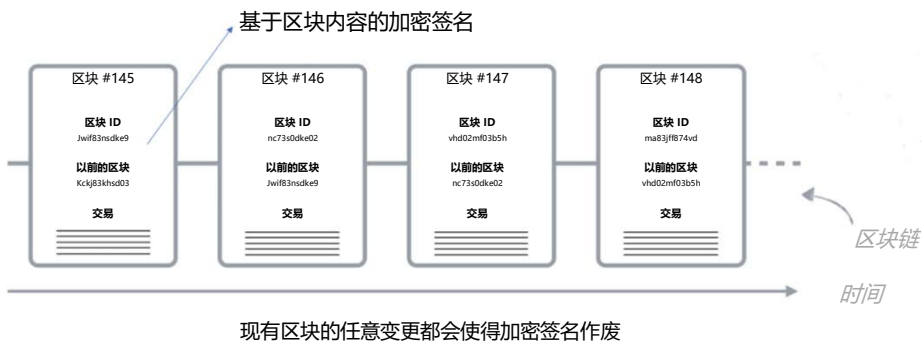 基于区块内容的加密签名
区块 #145
区块 ID
Jwif83nsdke9
以前的区块
Kckj83khsd03
交易
区块 #146
区块 ID
nc73s0dke02
以前的区块
Jwif83nsdke9
交易
区块 #147
区块 ID
vhd02mf03b5h
以前的区块
nc73s0dke02
交易
区块 #148
区块 ID
ma83jff874vd
以前的区块
vhd02mf03b5h
交易
区块链
时间
现有区块的任意变更都会使得加密签名作废